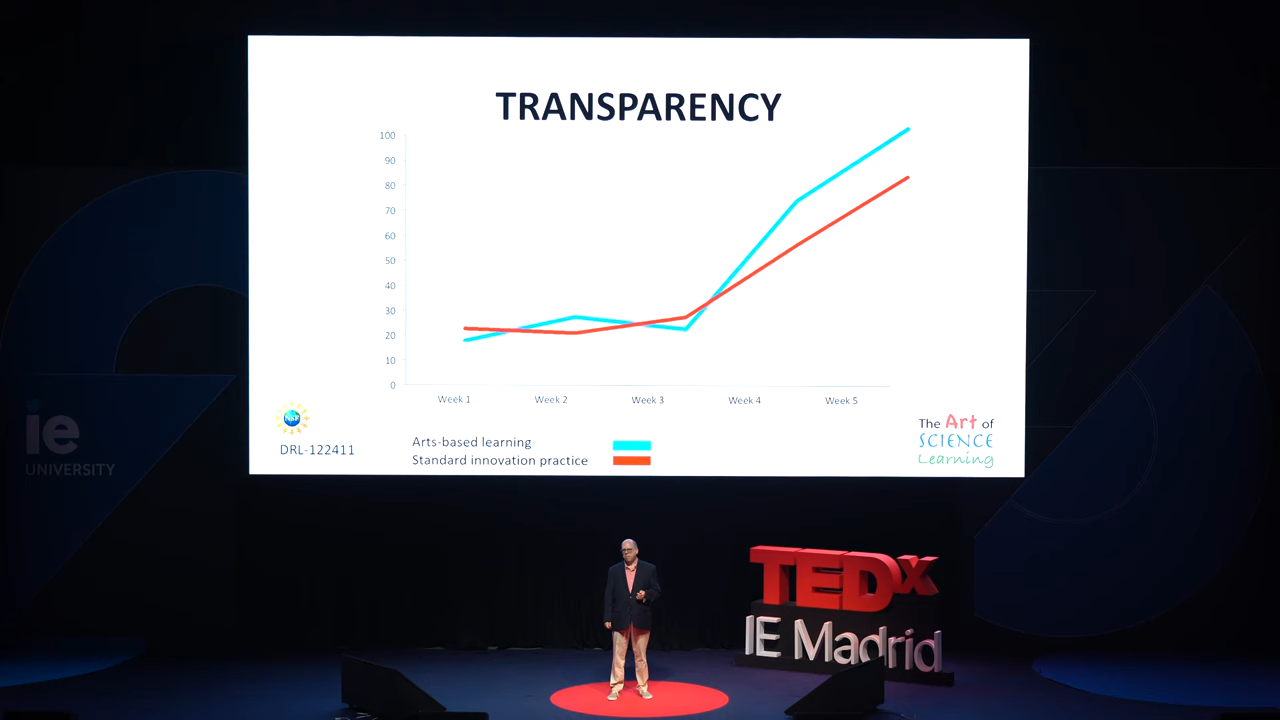 TRANSPARENCY
100
90
80
70
60
50
40
30
20
10
0
Week 1 Week 2 Week 3 Week 4 Week 5
Arts-based learning
Standard innovation practice
NSF
DRL-122411
The Art of
SCIENCE
Learning
ie
UNIVERSITY
TEDx
IE Madrid